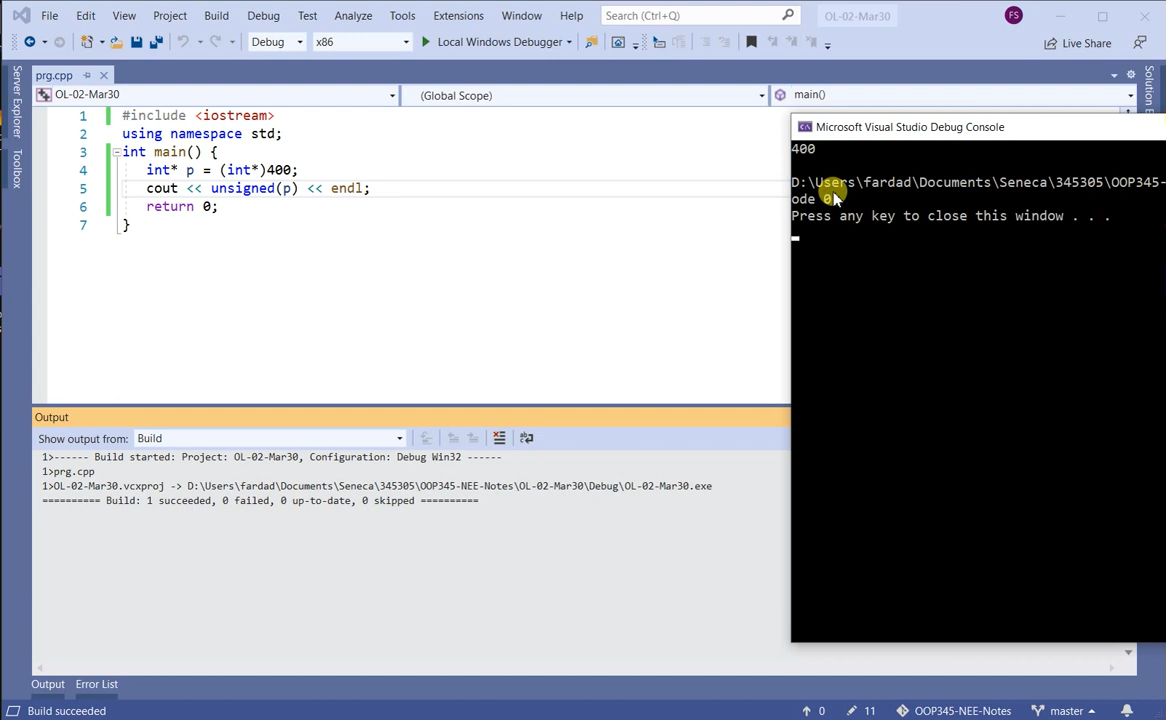 File Edit View Project Build Debug Test Analyze Tools Extensions Window Help Search (Ctrl+Q) OL-02-Mar30 FS
Debug x86 Local Windows Debugger Live Share
prg.cpp
OL-02-Mar30 (Global Scope) main()
Server Explorer
Toolbox
Solution E
1 #include <iostream>
2 using namespace std;
3 int main() {
4 int* p = (int*)400;
5 cout << unsigned(p) << endl;
6 return 0;
7 }
Microsoft Visual Studio Debug Console
400
D:\Users\fardad\Documents\Seneca\345305\OOP345-
ode 0
Press any key to close this window . . .
Output
Show output from: Build
1>------ Build started: Project: OL-02-Mar30, Configuration: Debug Win32 ------
1>prg.cpp
1>OL-02-Mar30.vcxproj -> D:\Users\fardad\Documents\Seneca\345305\OOP345-NEE-Notes\OL-02-Mar30\Debug\OL-02-Mar30.exe
========== Build: 1 succeeded, 0 failed, 0 up-to-date, 0 skipped ==========
Output Error List
Build succeeded 0 11 OOP345-NEE-Notes master